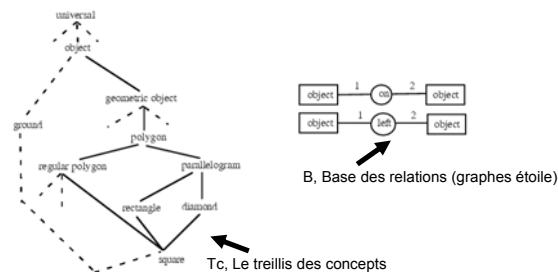 universal
object
geometric object
ground
polygon
regular polygon
parallelogram
rectangle
diamond
square
Tc, Le treillis des concepts
object 1 on 2 object
object 1 left 2 object
B, Base des relations (graphes étoile)